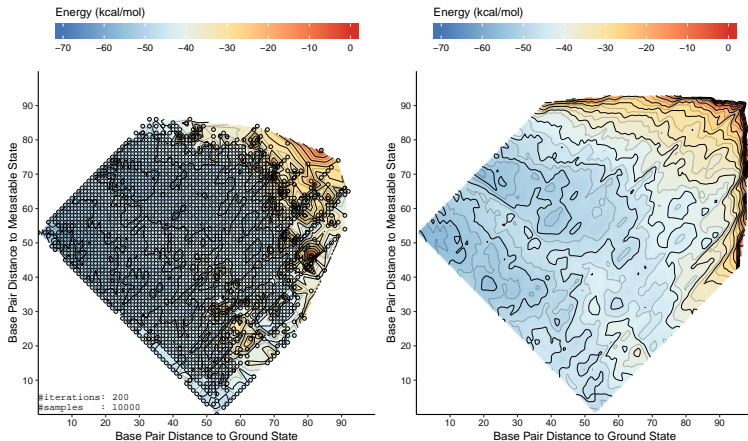 Energy (kcal/mol)
−70 −60 −50 −40 −30 −20 −10 0
Base Pair Distance to Metastable State
90
80
70
60
50
40
30
20
10
#iterations: 200
#samples : 10000
10 20 30 40 50 60 70 80 90
Base Pair Distance to Ground State
Energy (kcal/mol)
−70 −60 −50 −40 −30 −20 −10 0
Base Pair Distance to Metastable State
90
80
70
60
50
40
30
20
10
10 20 30 40 50 60 70 80 90
Base Pair Distance to Ground State